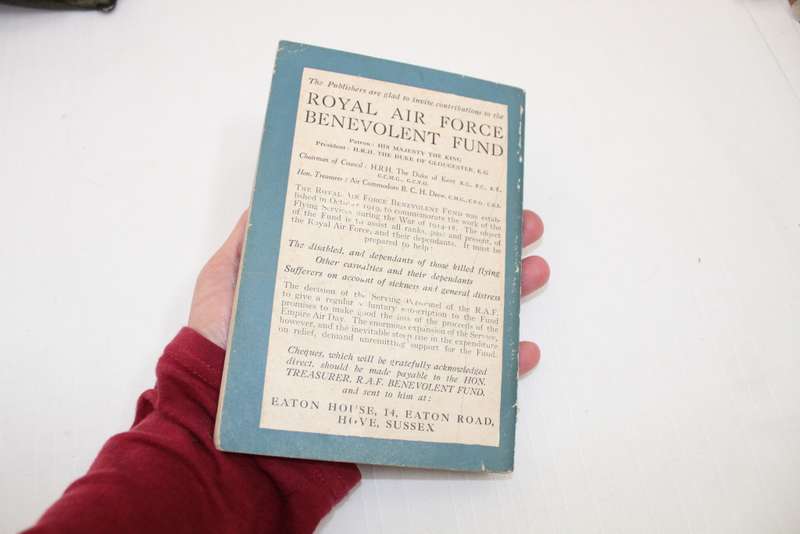 The Publishers are glad to invite contributions to the
ROYAL AIR FORCE
BENEVOLENT FUND
Patron: HIS MAJESTY THE KING
President: H.R.H. THE DUKE OF GLOUCESTER, K.G
Chairman of Council: H.R.H. The Duke of Kent K.G., P.C., K.T.,
G.C.M.G., G.C.V.O.
Hon. Treasurer: Air Commodore B. C. H. Drew, C.M.G., C.V.O., C.B.E.
THE ROYAL AIR FORCE BENEVOLENT FUND was estab-
lished in October 1919, to commemorate the work of the
Flying Services during the War of 1914-18. The object
of the Fund is to assist all ranks, past and present, of
the Royal Air Force, and their dependants. It must be
prepared to help:
The disabled, and dependants of those killed flying
Other casualties and their dependants
Sufferers on account of sickness and general distress
The decision of the Serving Personnel of the R.A.F.
to give a regular voluntary subscription to the Fund
promises to make good the loss of the proceeds of the
Empire Air Day. The enormous expansion of the Service,
however, and the inevitable steep rise in the expenditure
on relief, demand unremitting support for the Fund.
Cheques, which will be gratefully acknowledged
direct, should be made payable to the HON.
TREASURER, R.A.F. BENEVOLENT FUND,
and sent to him at:
EATON HOUSE, 14, EATON ROAD,
HOVE, SUSSEX